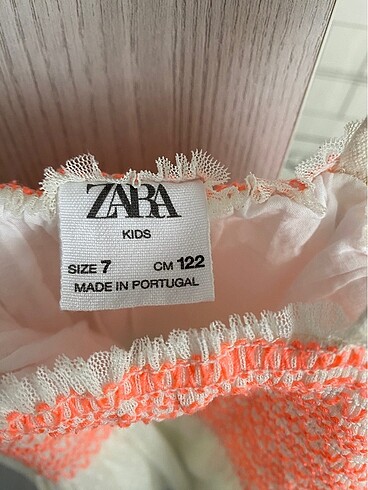 ZARA
KIDS
SIZE 7 CM 122
MADE IN PORTUGAL